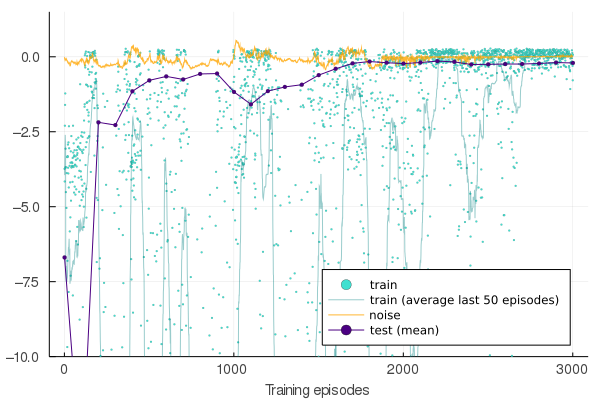 0.0
−2.5
−5.0
−7.5
−10.0
train
train (average last 50 episodes)
noise
test (mean)
0
1000
2000
3000
Training episodes